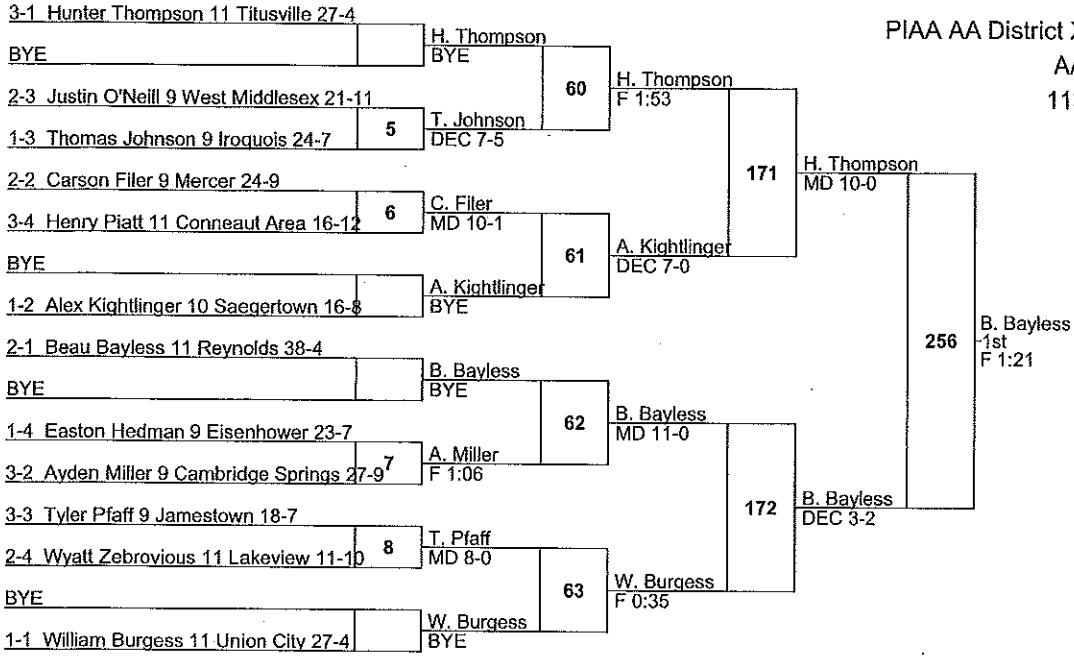 3-1 Hunter Thompson 11 Titusville 27-4
BYE
2-3 Justin O'Neill 9 West Middlesex 21-11
1-3 Thomas Johnson 9 Iroquois 24-7
2-2 Carson Filer 9 Mercer 24-9
3-4 Henry Piatt 11 Conneaut Area 16-12
BYE
1-2 Alex Kightlinger 10 Saegertown 16-8
2-1 Beau Bayless 11 Reynolds 38-4
BYE
1-4 Easton Hedman 9 Eisenhower 23-7
3-2 Ayden Miller 9 Cambridge Springs 27-9
3-3 Tyler Pfaff 9 Jamestown 18-7
2-4 Wyatt Zebrovious 11 Lakeview 11-10
BYE
1-1 William Burgess 11 Union City 27-4
5
6
7
8
H. Thompson
BYE
T. Johnson
DEC 7-5
C. Filer
MD 10-1
A. Kightlinger
BYE
B. Bayless
BYE
A. Miller
F 1:06
T. Pfaff
MD 8-0
W. Burgess
BYE
60
61
62
63
H. Thompson
F 1:53
A. Kightlinger
DEC 7-0
B. Bayless
MD 11-0
W. Burgess
F 0:35
171
172
H. Thompson
MD 10-0
B. Bayless
DEC 3-2
256
B. Bayless
1st
F 1:21
PIAA AA District